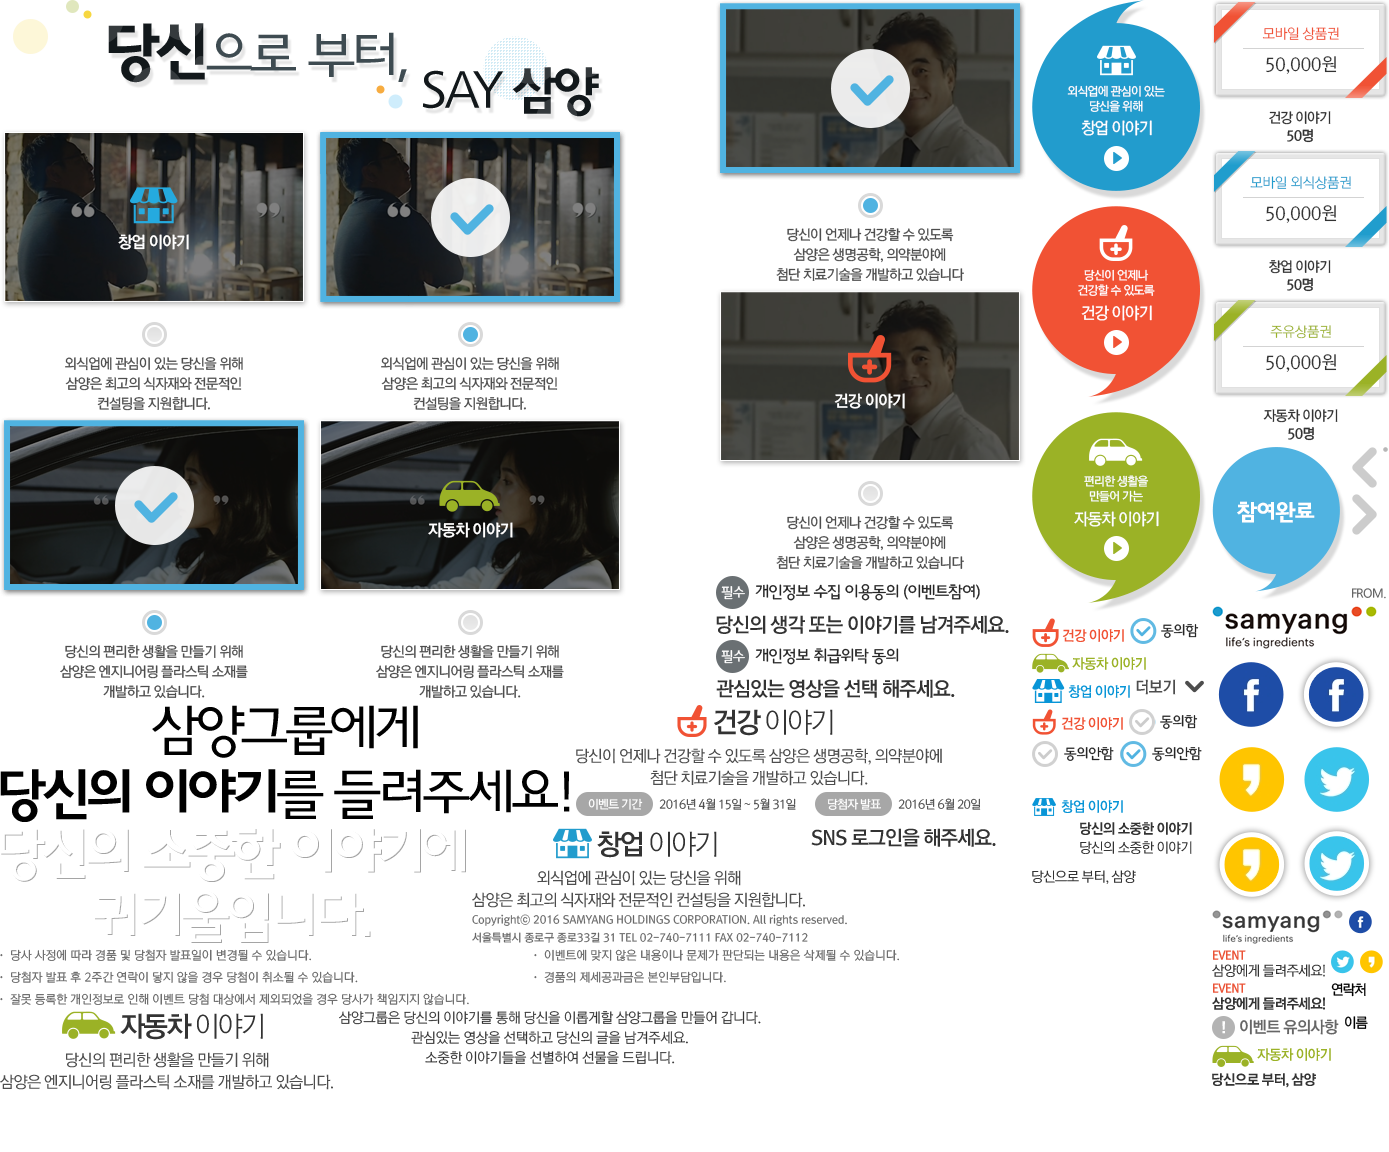 당신으로 부터,
SAY 삼양
창업 이야기
외식업에 관심이 있는 당신을 위해
삼양은 최고의 식자재와 전문적인
컨설팅을 지원합니다.
외식업에 관심이 있는 당신을 위해
삼양은 최고의 식자재와 전문적인
컨설팅을 지원합니다.
자동차 이야기
당신의 편리한 생활을 만들기 위해
삼양은 엔지니어링 플라스틱 소재를
개발하고 있습니다.
당신의 편리한 생활을 만들기 위해
삼양은 엔지니어링 플라스틱 소재를
개발하고 있습니다.
삼양그룹에게
당신의 이야기를 들려주세요!
당신의 소중한 이야기에
귀기울입니다.
당신이 언제나 건강할 수 있도록
삼양은 생명공학, 의약분야에
첨단 치료기술을 개발하고 있습니다
건강 이야기
당신이 언제나 건강할 수 있도록
삼양은 생명공학, 의약분야에
첨단 치료기술을 개발하고 있습니다
필수 개인정보 수집 이용동의 (이벤트참여)
당신의 생각 또는 이야기를 남겨주세요.
필수 개인정보 취급위탁 동의
관심있는 영상을 선택 해주세요.
건강 이야기
당신이 언제나 건강할 수 있도록 삼양은 생명공학, 의약분야에
첨단 치료기술을 개발하고 있습니다.
이벤트 기간 2016년 4월 15일 ~ 5월 31일
당첨자 발표 2016년 6월 20일
창업 이야기
SNS 로그인을 해주세요.
외식업에 관심이 있는 당신을 위해
삼양은 최고의 식자재와 전문적인 컨설팅을 지원합니다.
Copyrightⓒ 2016 SAMYANG HOLDINGS CORPORATION. All rights reserved.
서울특별시 종로구 종로33길 31 TEL 02-740-7111 FAX 02-740-7112
· 당사 사정에 따라 경품 및 당첨자 발표일이 변경될 수 있습니다.
· 당첨자 발표 후 2주간 연락이 닿지 않을 경우 당첨이 취소될 수 있습니다.
· 잘못 등록한 개인정보로 인해 이벤트 당첨 대상에서 제외되었을 경우 당사가 책임지지 않습니다.
· 이벤트에 맞지 않은 내용이나 문제가 판단되는 내용은 삭제될 수 있습니다.
· 경품의 제세공과금은 본인부담입니다.
자동차 이야기
당신의 편리한 생활을 만들기 위해
삼양은 엔지니어링 플라스틱 소재를 개발하고 있습니다.
삼양그룹은 당신의 이야기를 통해 당신을 이롭게할 삼양그룹을 만들어 갑니다.
관심있는 영상을 선택하고 당신의 글을 남겨주세요.
소중한 이야기들을 선별하여 선물을 드립니다.
외식업에 관심이 있는
당신을 위해
창업 이야기
당신이 언제나
건강할 수 있도록
건강 이야기
편리한 생활을
만들어 가는
자동차 이야기
건강 이야기
동의함
자동차 이야기
창업 이야기
더보기
건강 이야기
동의함
동의안함
동의안함
창업 이야기
당신의 소중한 이야기
당신의 소중한 이야기
당신으로 부터, 삼양
모바일 상품권
50,000원
건강 이야기
50명
모바일 외식상품권
50,000원
창업 이야기
50명
주유상품권
50,000원
자동차 이야기
50명
참여완료
FROM.
samyang
life's ingredients
samyang
life's ingredients
EVENT
삼양에게 들려주세요!
EVENT
연락처
삼양에게 들려주세요!
이벤트 유의사항
이름
자동차 이야기
당신으로 부터, 삼양